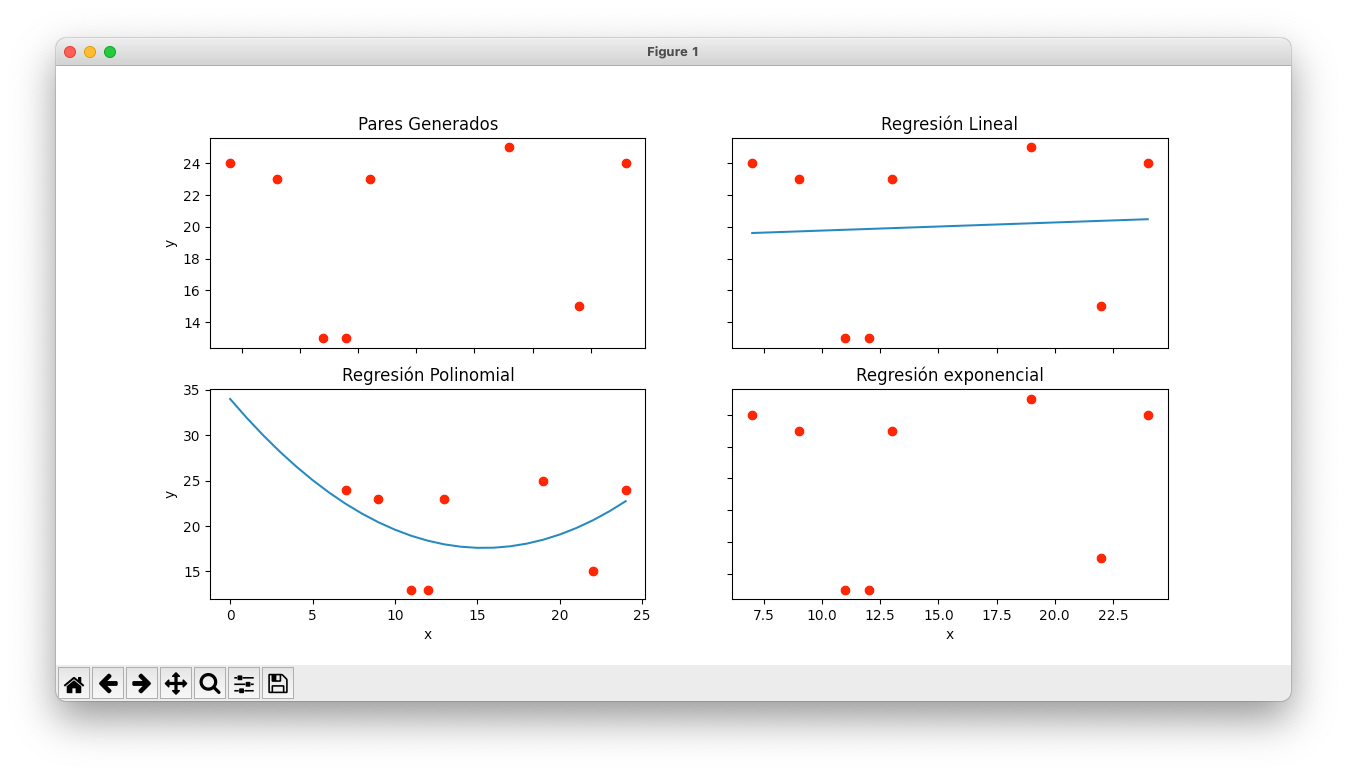 Figure 1
Pares Generados
24
22
20
18
16
14
y
Regresión Lineal
Regresión Polinomial
35
30
25
20
15
y
0 5 10 15 20 25
x
Regresión exponencial
7.5 10.0 12.5 15.0 17.5 20.0 22.5
x